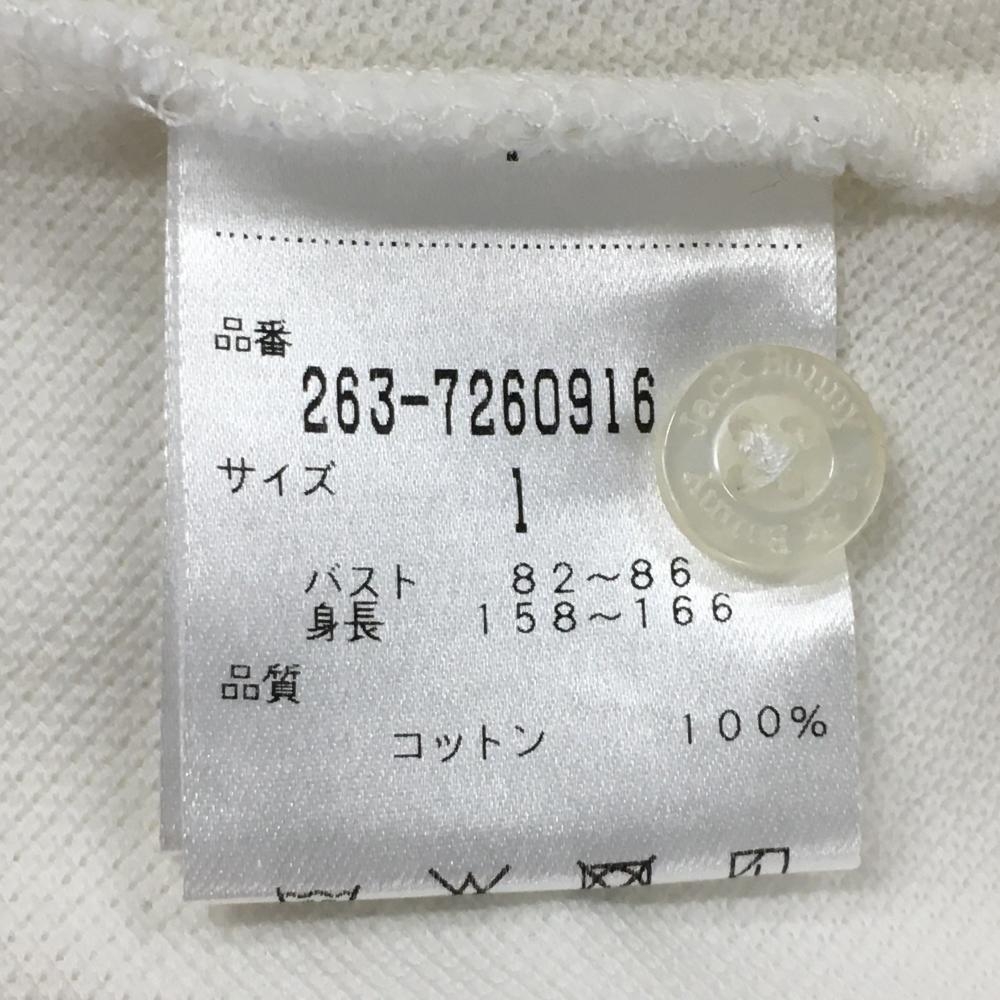 品番
263-7260916
サイズ
1
バスト 82~86
身長 158~166
品質
コットン 100%
Jack Bunny